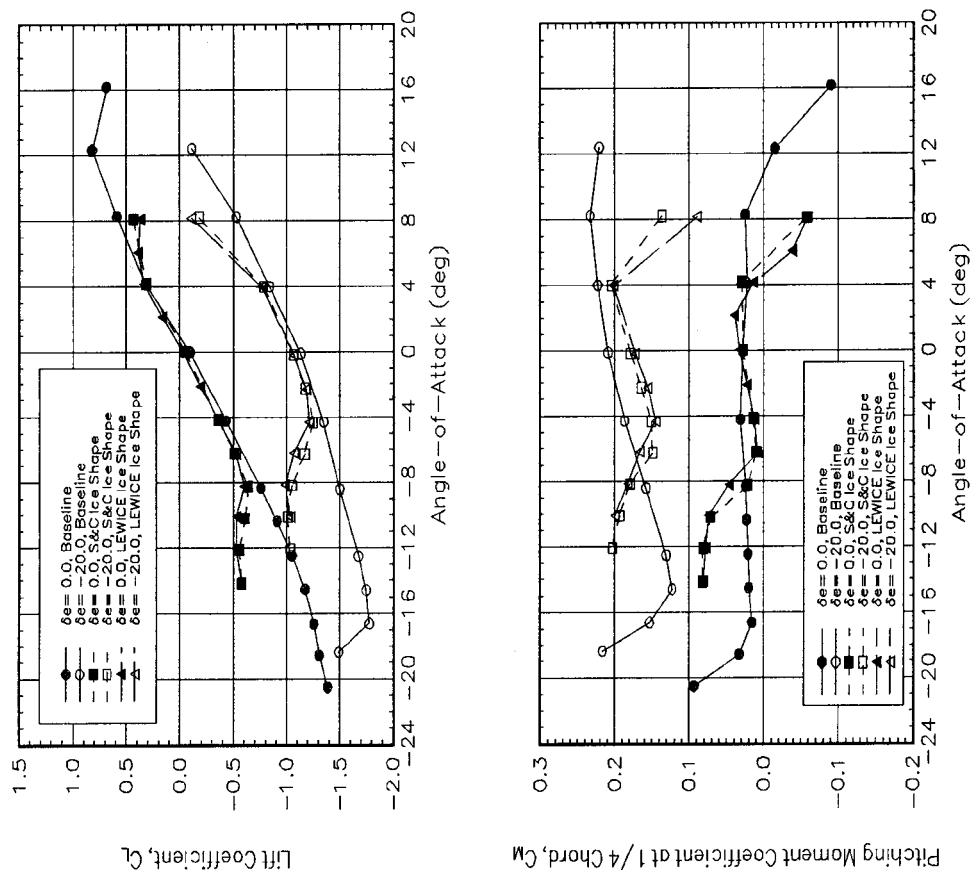 1.5
1.0
0.5
0.0
−0.5
−1.0
−1.5
−2.0
Lift Coefficient, CL
δe= 0.0, Baseline
δe= −20.0, Baseline
δe= 0.0, S&C Ice Shape
δe= −20.0, S&C Ice Shape
δe= 0.0, LEWICE Ice Shape
δe= −20.0, LEWICE Ice Shape
−24 −20 −16 −12 −8 −4 0 4 8 12 16 20
Angle−of−Attack (deg)
0.3
0.2
0.1
0.0
−0.1
−0.2
Pitching Moment Coefficient at 1/4 Chord, CM
δe= 0.0, Baseline
δe= −20.0, Baseline
δe= 0.0, S&C Ice Shape
δe= −20.0, S&C Ice Shape
δe= 0.0, LEWICE Ice Shape
δe= −20.0, LEWICE Ice Shape
−24 −20 −16 −12 −8 −4 0 4 8 12 16 20
Angle−of−Attack (deg)